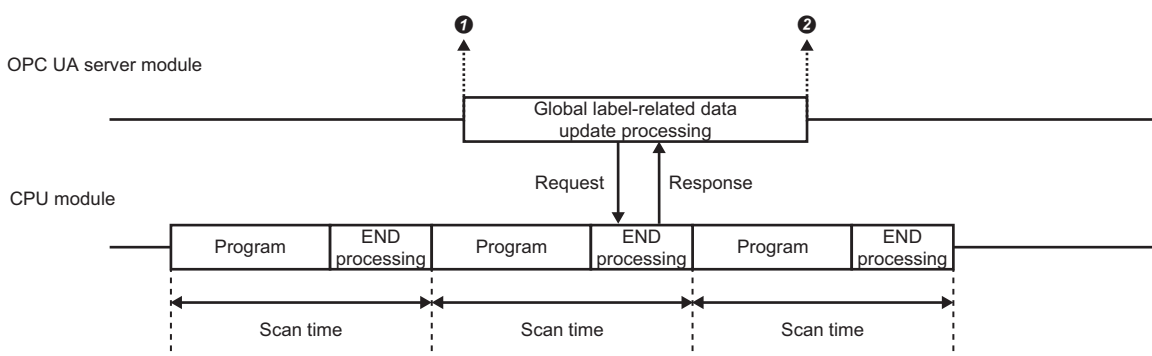 ❶ ❷
OPC UA server module
Global label-related data
update processing
Request Response
CPU module
Program END processing Program END processing Program END processing
Scan time Scan time Scan time